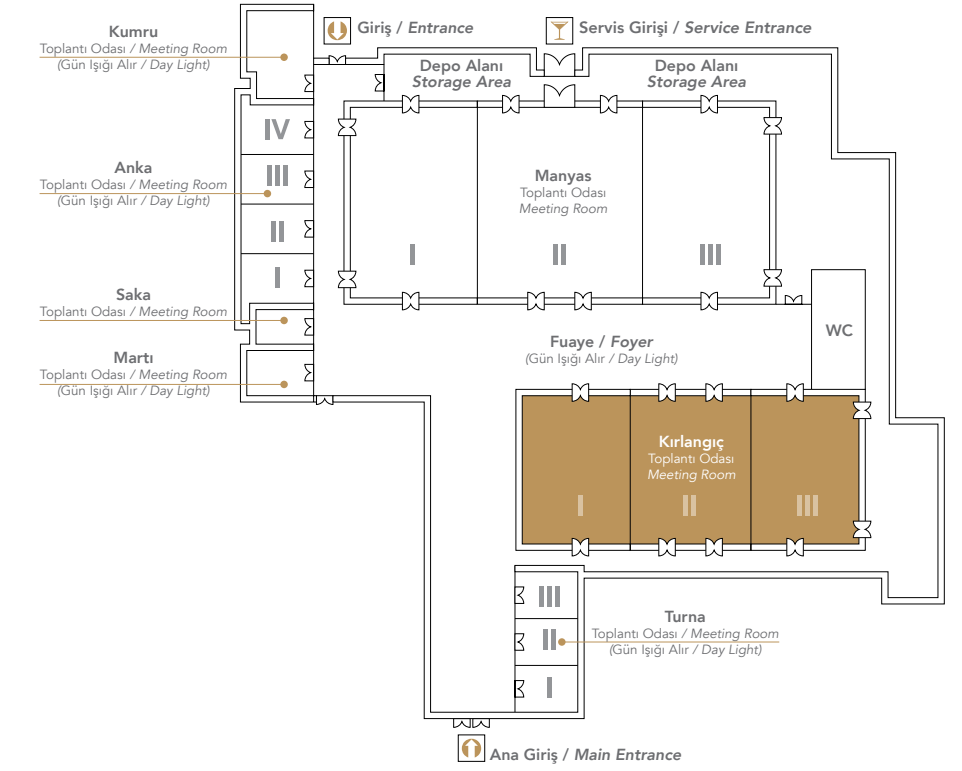 Giriş / Entrance
Servis Girişi / Service Entrance
Kumru
Toplantı Odası / Meeting Room
(Gün Işığı Alır / Day Light)
Depo Alanı
Storage Area
Depo Alanı
Storage Area
IV
III
II
I
Anka
Toplantı Odası / Meeting Room
(Gün Işığı Alır / Day Light)
Manyas
Toplantı Odası
Meeting Room
I
II
III
Saka
Toplantı Odası / Meeting Room
Martı
Toplantı Odası / Meeting Room
(Gün Işığı Alır / Day Light)
Fuaye / Foyer
(Gün Işığı Alır / Day Light)
WC
Kırlangıç
Toplantı Odası
Meeting Room
I
II
III
III
II
I
Turna
Toplantı Odası / Meeting Room
(Gün Işığı Alır / Day Light)
Ana Giriş / Main Entrance